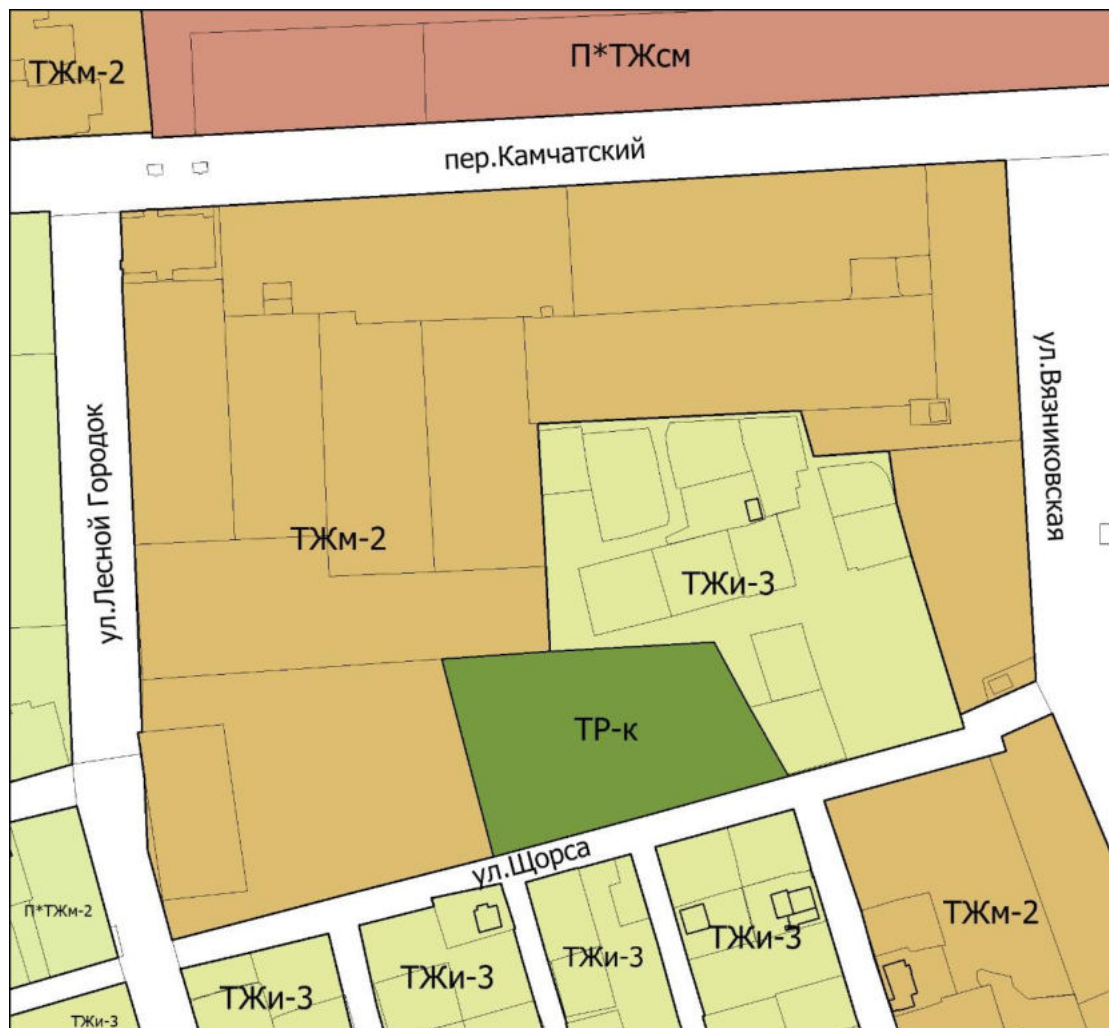 П*ТЖсм
ТЖм-2
пер.Камчатский
ул.Вязниковская
ул.Лесной Городок
ТЖм-2
ТЖи-3
ТР-к
ул.Щорса
П*ТЖм-2
ТЖм-2
ТЖи-3
ТЖи-3
ТЖи-3
ТЖи-3
ТЖи-3